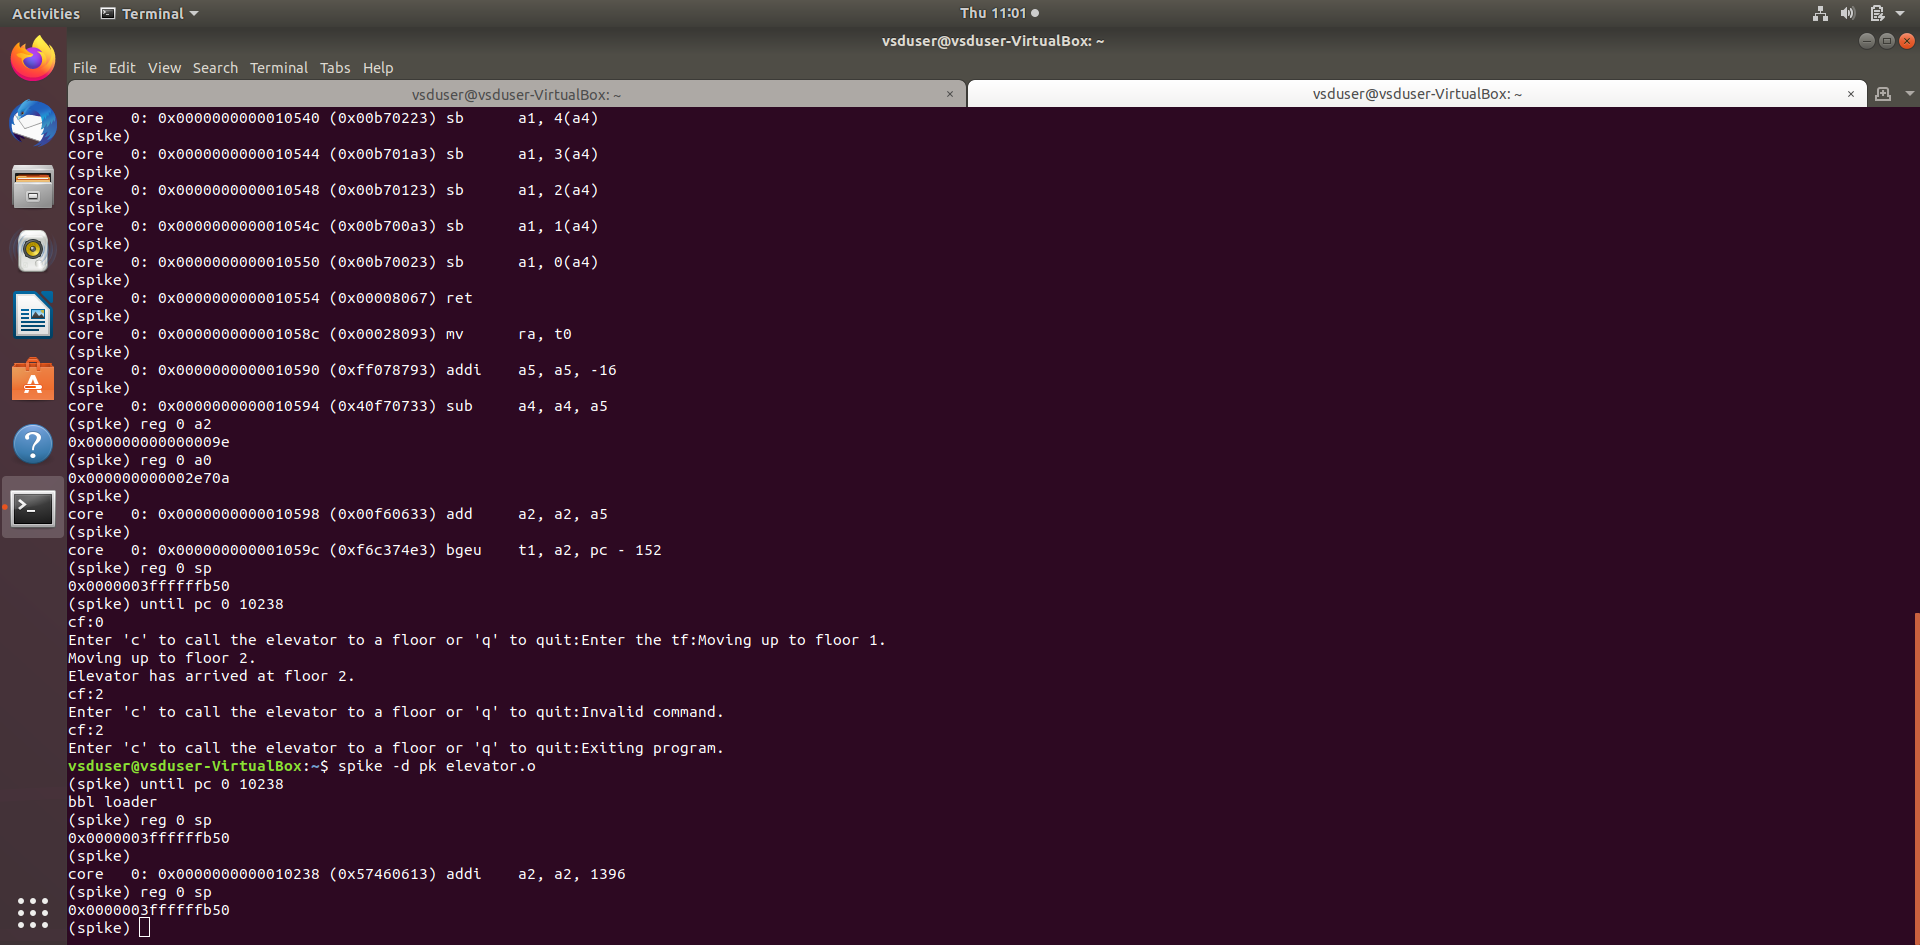 Activities Terminal Thu 11:01
vsduser@vsduser-VirtualBox: ~
File Edit View Search Terminal Tabs Help
vsduser@vsduser-VirtualBox: ~ × vsduser@vsduser-VirtualBox: ~ ×
core   0: 0x0000000000010540 (0x00b70223) sb      a1, 4(a4)
(spike)
core   0: 0x0000000000010544 (0x00b701a3) sb      a1, 3(a4)
(spike)
core   0: 0x0000000000010548 (0x00b70123) sb      a1, 2(a4)
(spike)
core   0: 0x000000000001054c (0x00b700a3) sb      a1, 1(a4)
(spike)
core   0: 0x0000000000010550 (0x00b70023) sb      a1, 0(a4)
(spike)
core   0: 0x0000000000010554 (0x00008067) ret
(spike)
core   0: 0x000000000001058c (0x00028093) mv      ra, t0
(spike)
core   0: 0x0000000000010590 (0xff078793) addi    a5, a5, -16
(spike)
core   0: 0x0000000000010594 (0x40f70733) sub     a4, a4, a5
(spike) reg 0 a2
0x000000000000009e
(spike) reg 0 a0
0x000000000002e70a
(spike)
core   0: 0x0000000000010598 (0x00f60633) add     a2, a2, a5
(spike)
core   0: 0x000000000001059c (0xf6c374e3) bgeu    t1, a2, pc - 152
(spike) reg 0 sp
0x0000003ffffffb50
(spike) until pc 0 10238
cf:0
Enter 'c' to call the elevator to a floor or 'q' to quit:Enter the tf:Moving up to floor 1.
Moving up to floor 2.
Elevator has arrived at floor 2.
cf:2
Enter 'c' to call the elevator to a floor or 'q' to quit:Invalid command.
cf:2
Enter 'c' to call the elevator to a floor or 'q' to quit:Exiting program.
vsduser@vsduser-VirtualBox:~$ spike -d pk elevator.o
(spike) until pc 0 10238
bbl loader
(spike) reg 0 sp
0x0000003ffffffb50
(spike)
core   0: 0x0000000000010238 (0x57460613) addi    a2, a2, 1396
(spike) reg 0 sp
0x0000003ffffffb50
(spike)